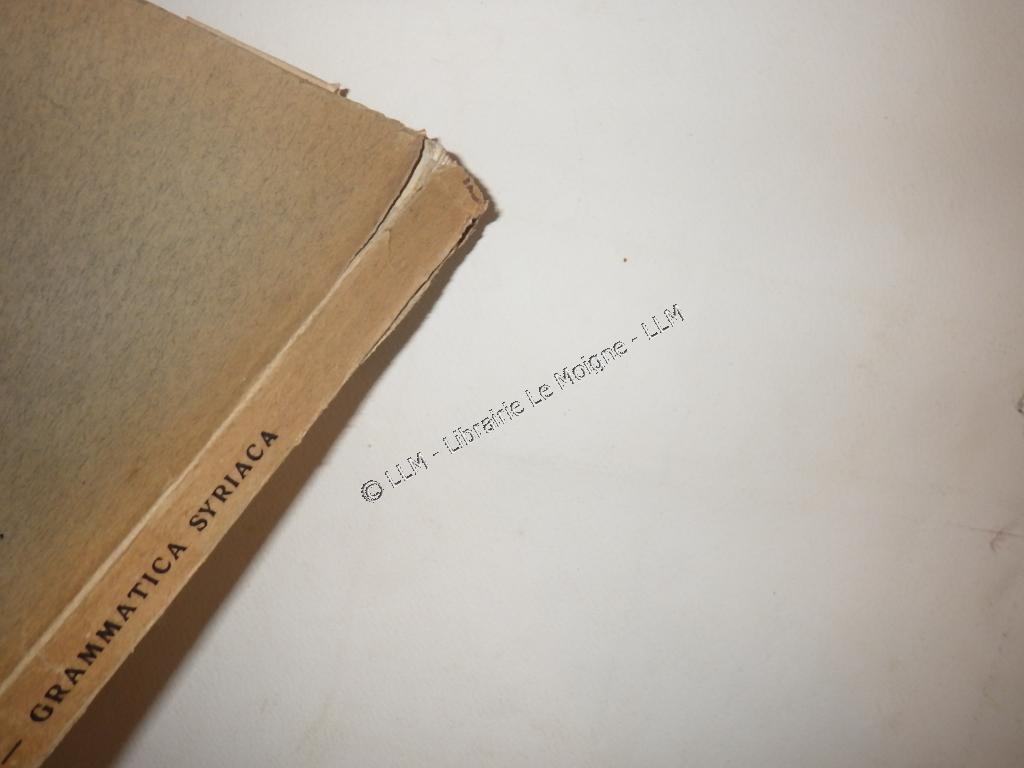 — GRAMMATICA SYRIACA
© LLM - Librairie Le Moigne - LLM